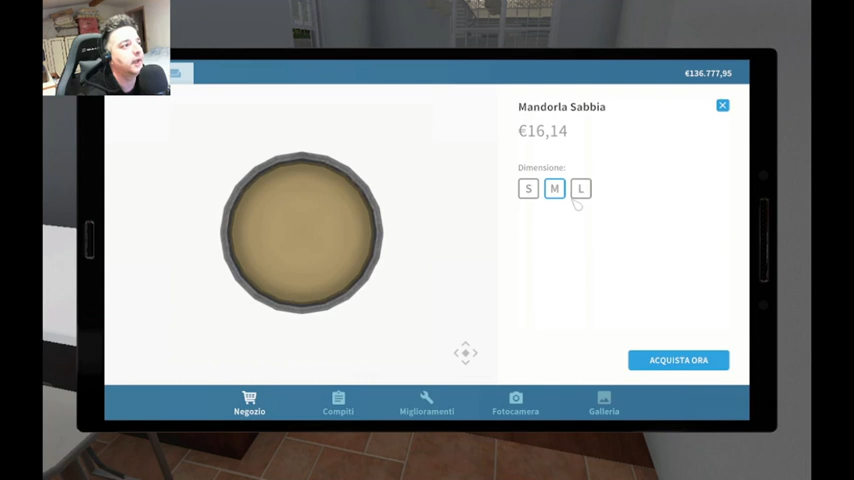 €136.777,95
Mandorla Sabbia
€16,14
Dimensione:
S M L
ACQUISTA ORA
Negozio Compiti Miglioramenti Fotocamera Galleria